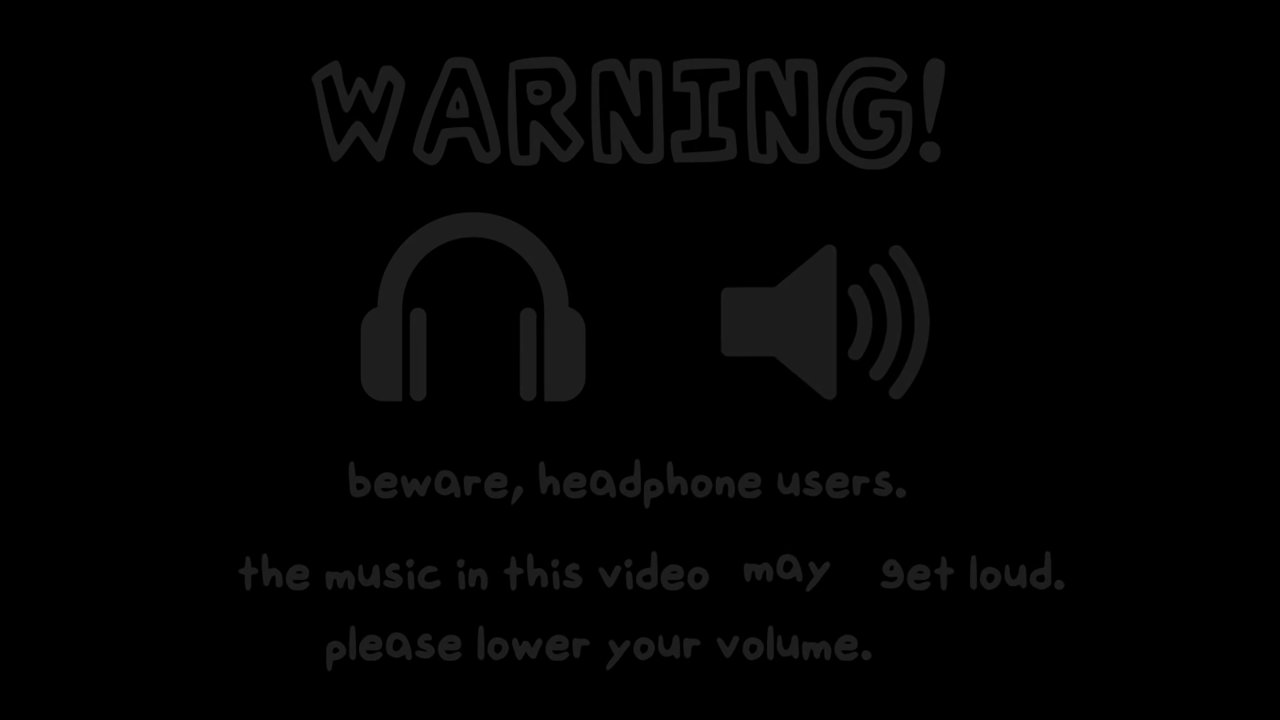 WARNING!
beware, headphone users.
the music in this video may get loud.
please lower your volume.